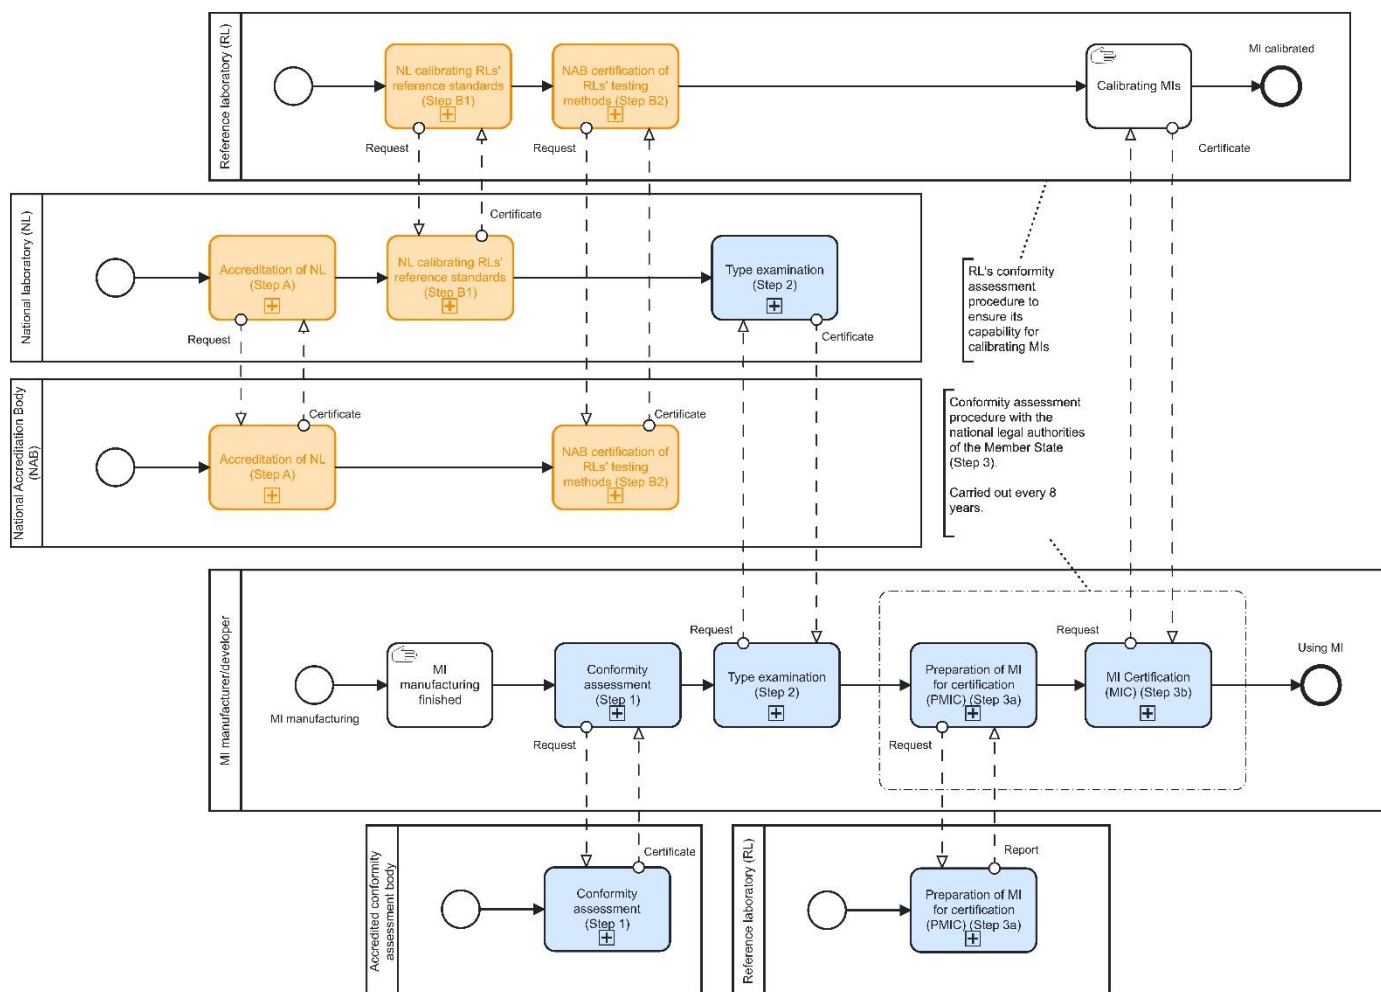 Reference laboratory (RL)
NL calibrating RLs'
reference standards
(Step B1)
NAB certification of
RLs' testing
methods (Step B2)
Calibrating MIs
MI calibrated
Request
Request
Certificate
National laboratory (NL)
Accreditation of NL
(Step A)
NL calibrating RLs'
reference standards
(Step B1)
Certificate
Type examination
(Step 2)
Request
Certificate
RL's conformity
assessment
procedure to
ensure its
capability for
calibrating MIs
National Accreditation Body
(NAB)
Accreditation of NL
(Step A)
Certificate
NAB certification of
RLs' testing
methods (Step B2)
Certificate
Conformity assessment
procedure with the
national legal authorities
of the Member State
(Step 3).
Carried out every 8
years.
MI manufacturer/developer
MI manufacturing
MI
manufacturing
finished
Conformity
assessment
(Step 1)
Request
Request
Type examination
(Step 2)
Preparation of MI
for certification
(PMIC) (Step 3a)
Request
Request
MI Certification
(MIC) (Step 3b)
Using MI
Accredited conformity
assessment body
Certificate
Conformity
assessment
(Step 1)
Reference laboratory (RL)
Report
Preparation of MI
for certification
(PMIC) (Step 3a)